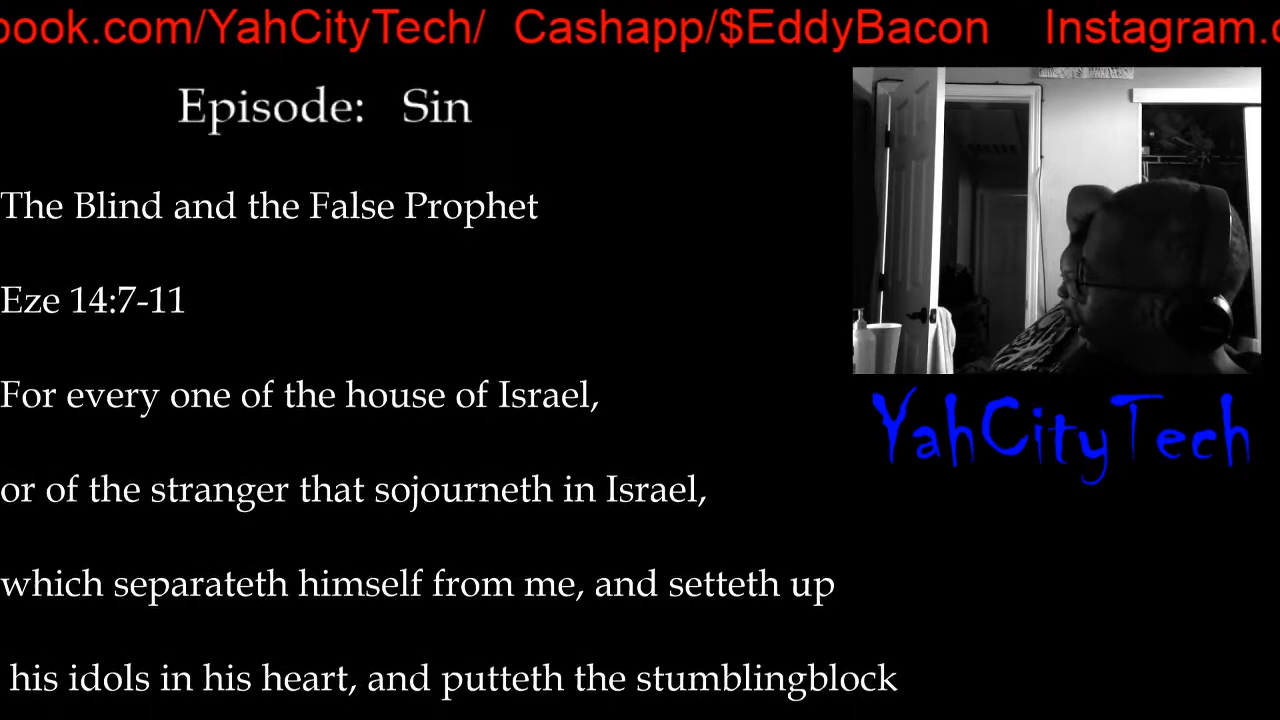 book.com/YahCityTech/ Cashapp/$EddyBacon Instagram.c
Episode: Sin
The Blind and the False Prophet
Eze 14:7-11
For every one of the house of Israel,
or of the stranger that sojourneth in Israel,
which separateth himself from me, and setteth up
his idols in his heart, and putteth the stumblingblock
YahCityTech